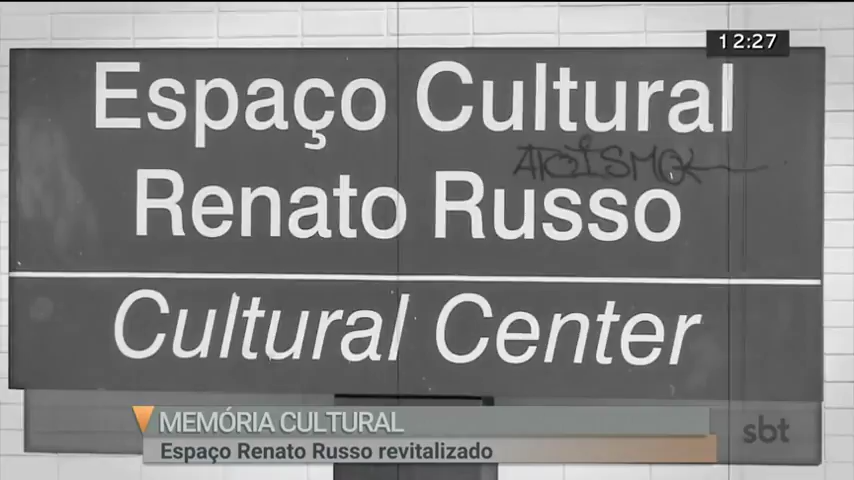 12:27
Espaço Cultural
Renato Russo
Cultural Center
MEMÓRIA CULTURAL
Espaço Renato Russo revitalizado
sbt